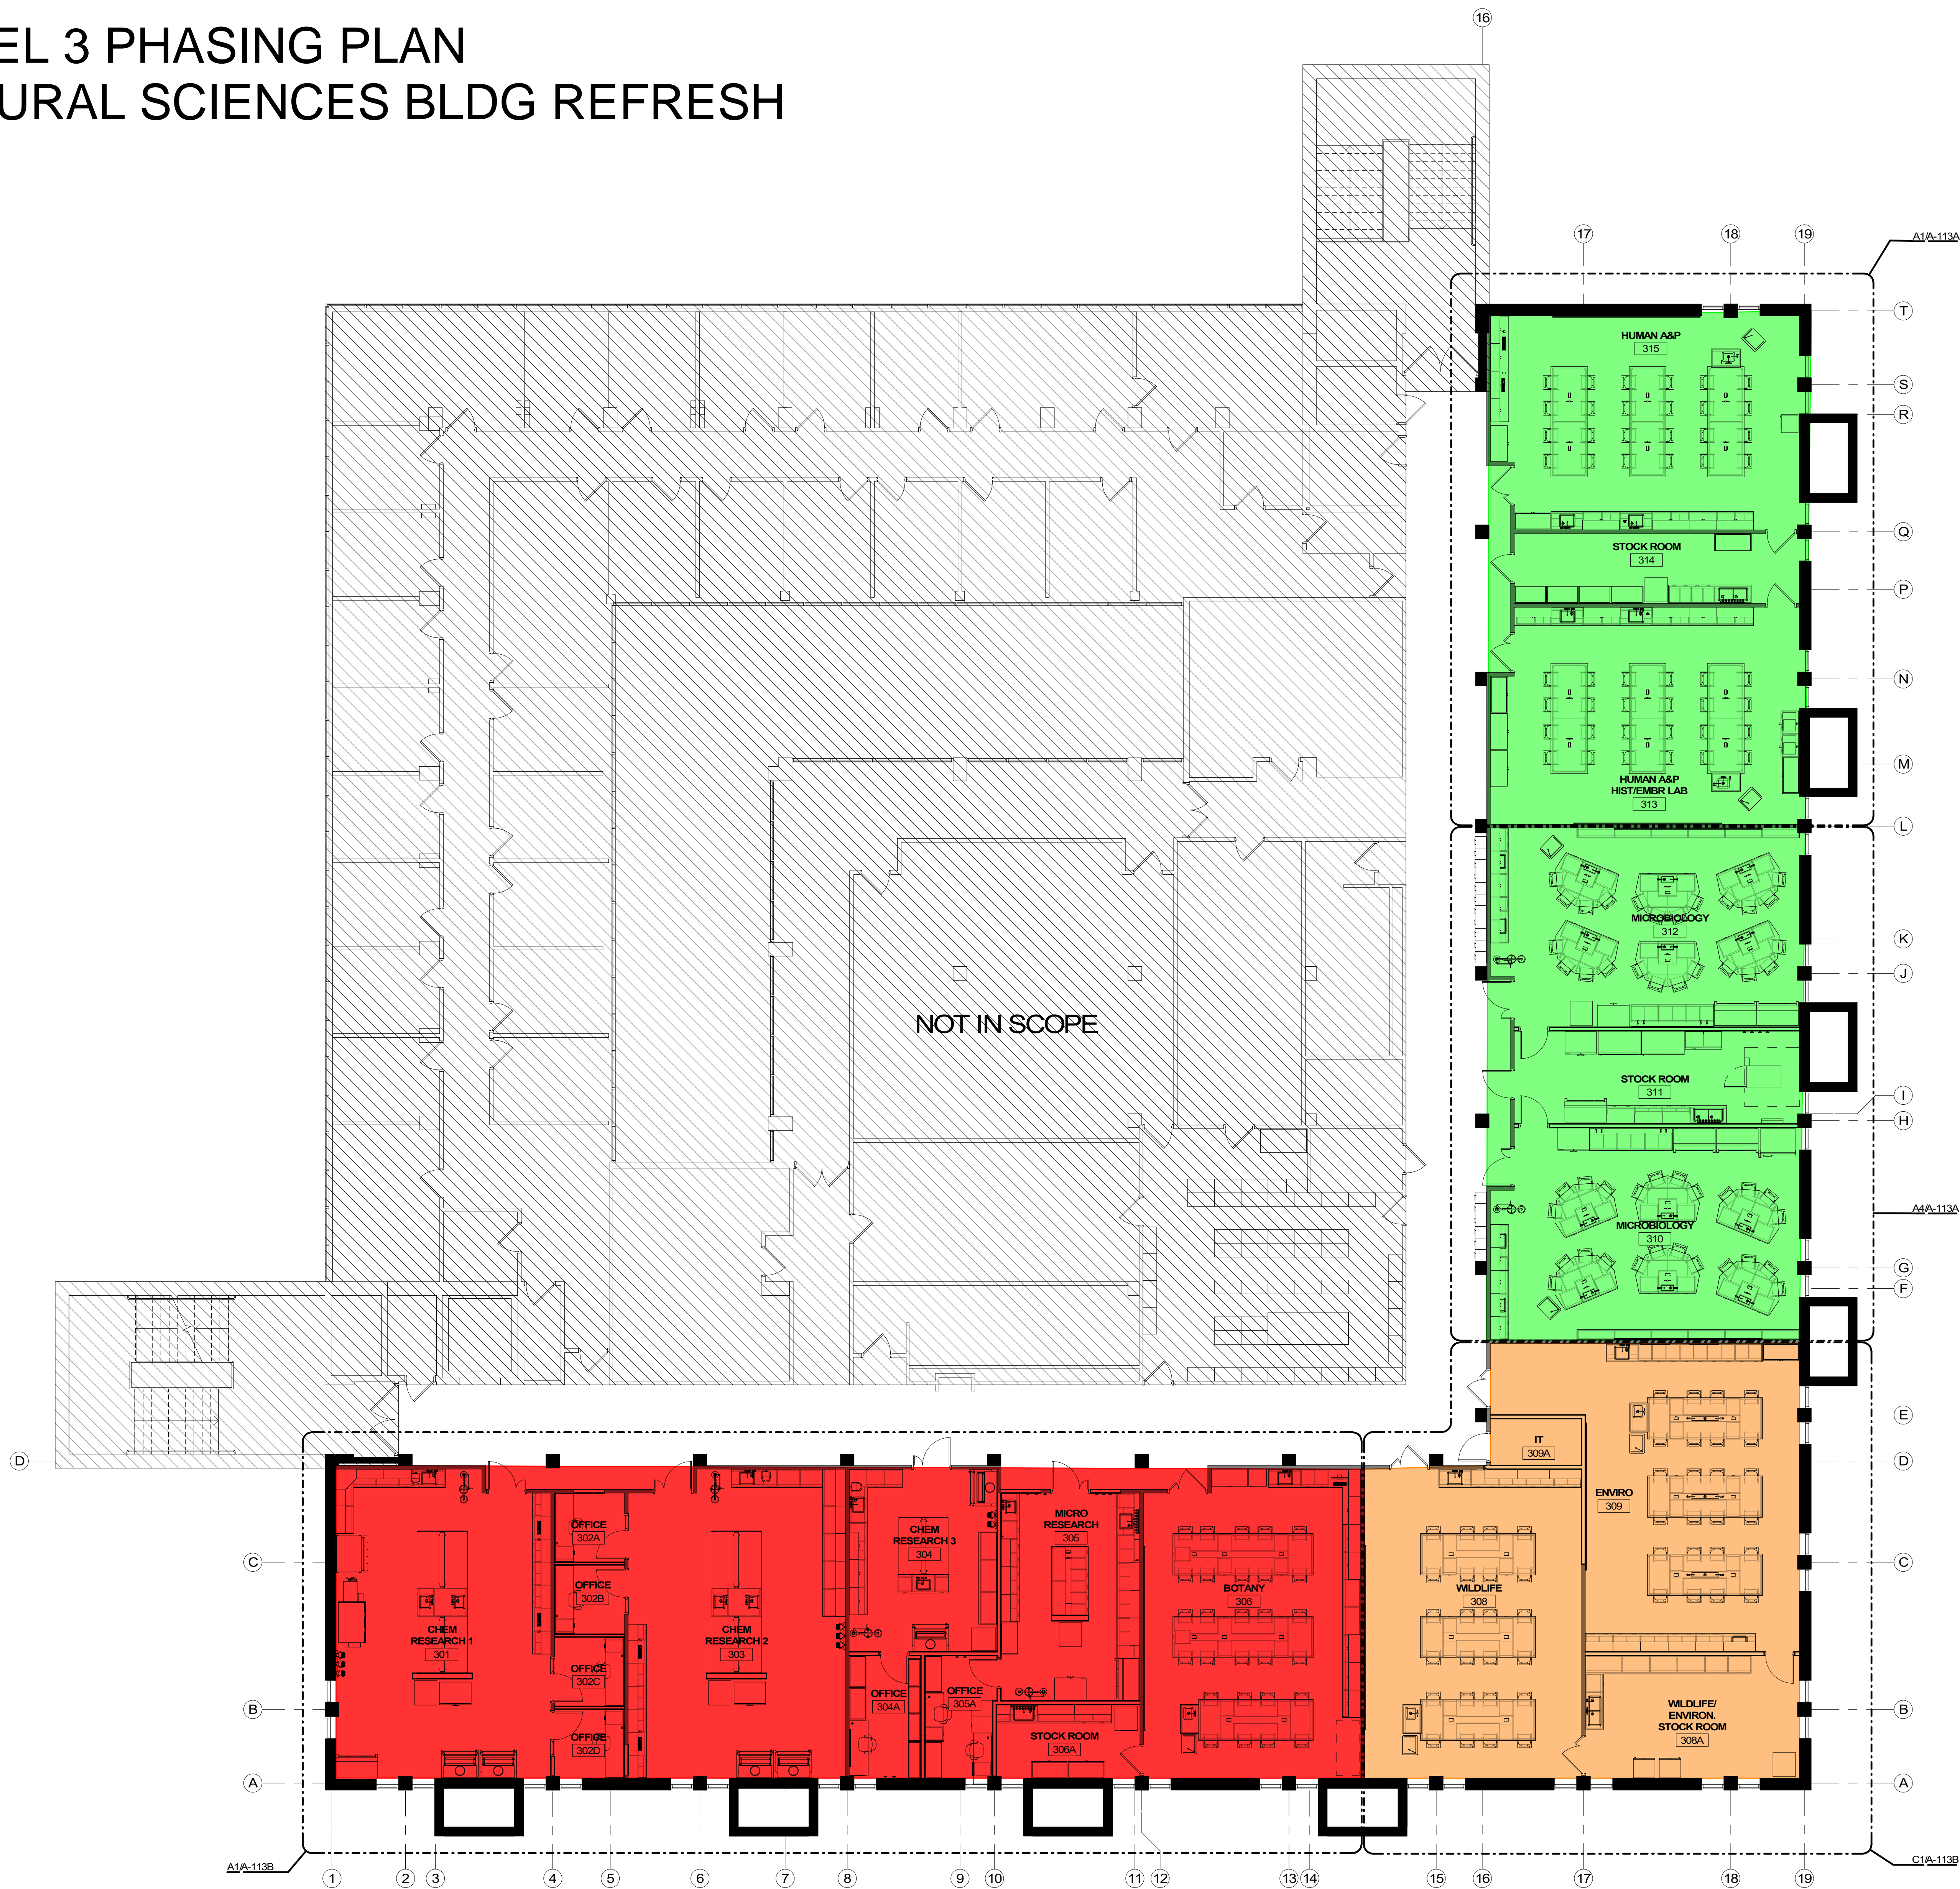 EL 3 PHASING PLAN
URAL SCIENCES BLDG REFRESH
16
17
18
19
A1/A-113A
T
HUMAN A&P
315
S
R
Q
STOCK ROOM
314
P
N
M
HUMAN A&P
HIST/EMBR LAB
313
L
MICROBIOLOGY
312
K
J
NOT IN SCOPE
STOCK ROOM
311
I
H
A4/A-113A
MICROBIOLOGY
310
G
F
E
IT
309A
D
D
ENVIRO
309
OFFICE
302A
MICRO
RESEARCH
305
CHEM
RESEARCH 3
304
C
C
OFFICE
302B
BOTANY
306
WILDLIFE
308
CHEM
RESEARCH 1
301
CHEM
RESEARCH 2
303
OFFICE
302C
OFFICE
304A
OFFICE
305A
B
B
WILDLIFE/
ENVIRON.
STOCK ROOM
308A
OFFICE
302D
STOCK ROOM
306A
A
A
A1/A-113B
C1/A-113B
1
2
3
4
5
6
7
8
9
10
11
12
13
14
15
16
17
18
19